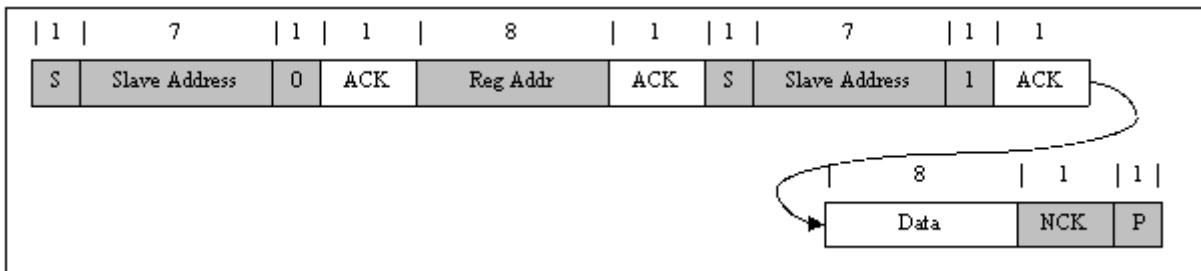 | 1 | 7 | 1 | 1 | 8 | 1 | 1 | 7 | 1 | 1
S Slave Address 0 ACK Reg Addr ACK S Slave Address 1 ACK
| 8 | 1 | 1 |
Data NCK P